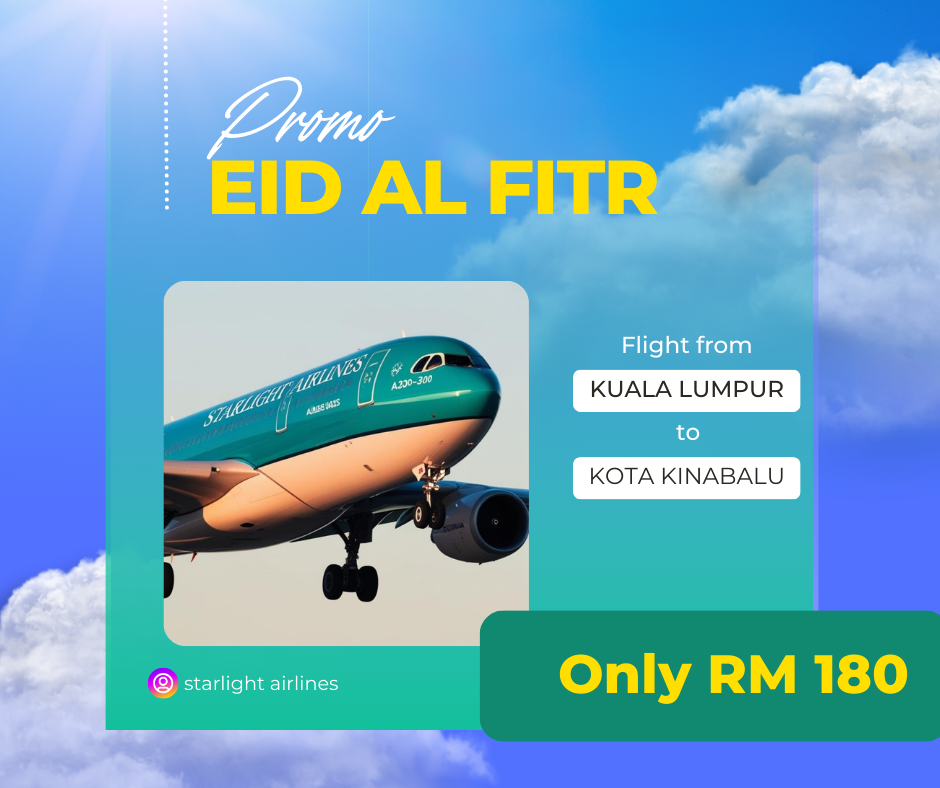 Promo
EID AL FITR
STARLIGHT AIRLINES
A200-300
Flight from
KUALA LUMPUR
to
KOTA KINABALU
starlight airlines
Only RM 180